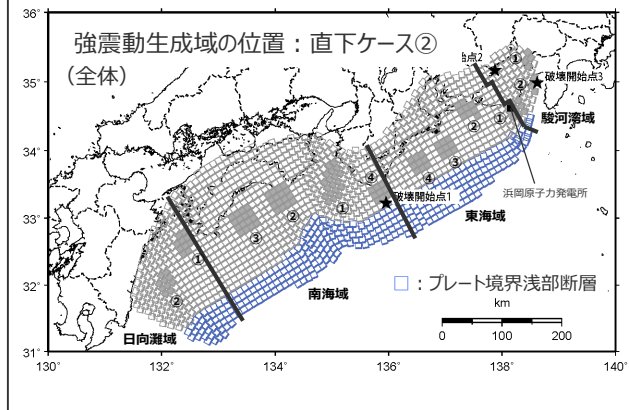 強震動生成域の位置：直下ケース②
（全体）
36°
35°
34°
33°
32°
31°
130°
132°
134°
136°
138°
140°
始点2
破壊開始点3
破壊開始点1
①
②
①
②
③
④
④
①
②
③
①
②
駿河湾域
浜岡原子力発電所
東海域
南海域
日向灘域
□：プレート境界浅部断層
km
0
100
200